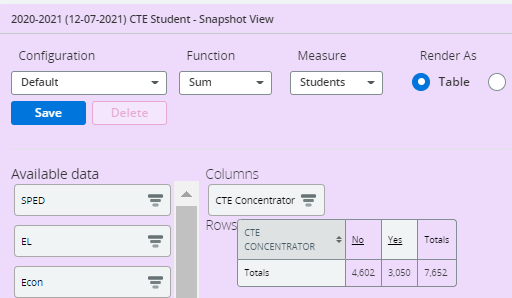 2020-2021 (12-07-2021) CTE Student - Snapshot View
Configuration Function Measure Render As
Default Sum Students Table
Save Delete
Available data Columns
SPED CTE Concentrator
Rows
CTE CONCENTRATOR No Yes Totals
EL
Totals 4,602 3,050 7,652
Econ